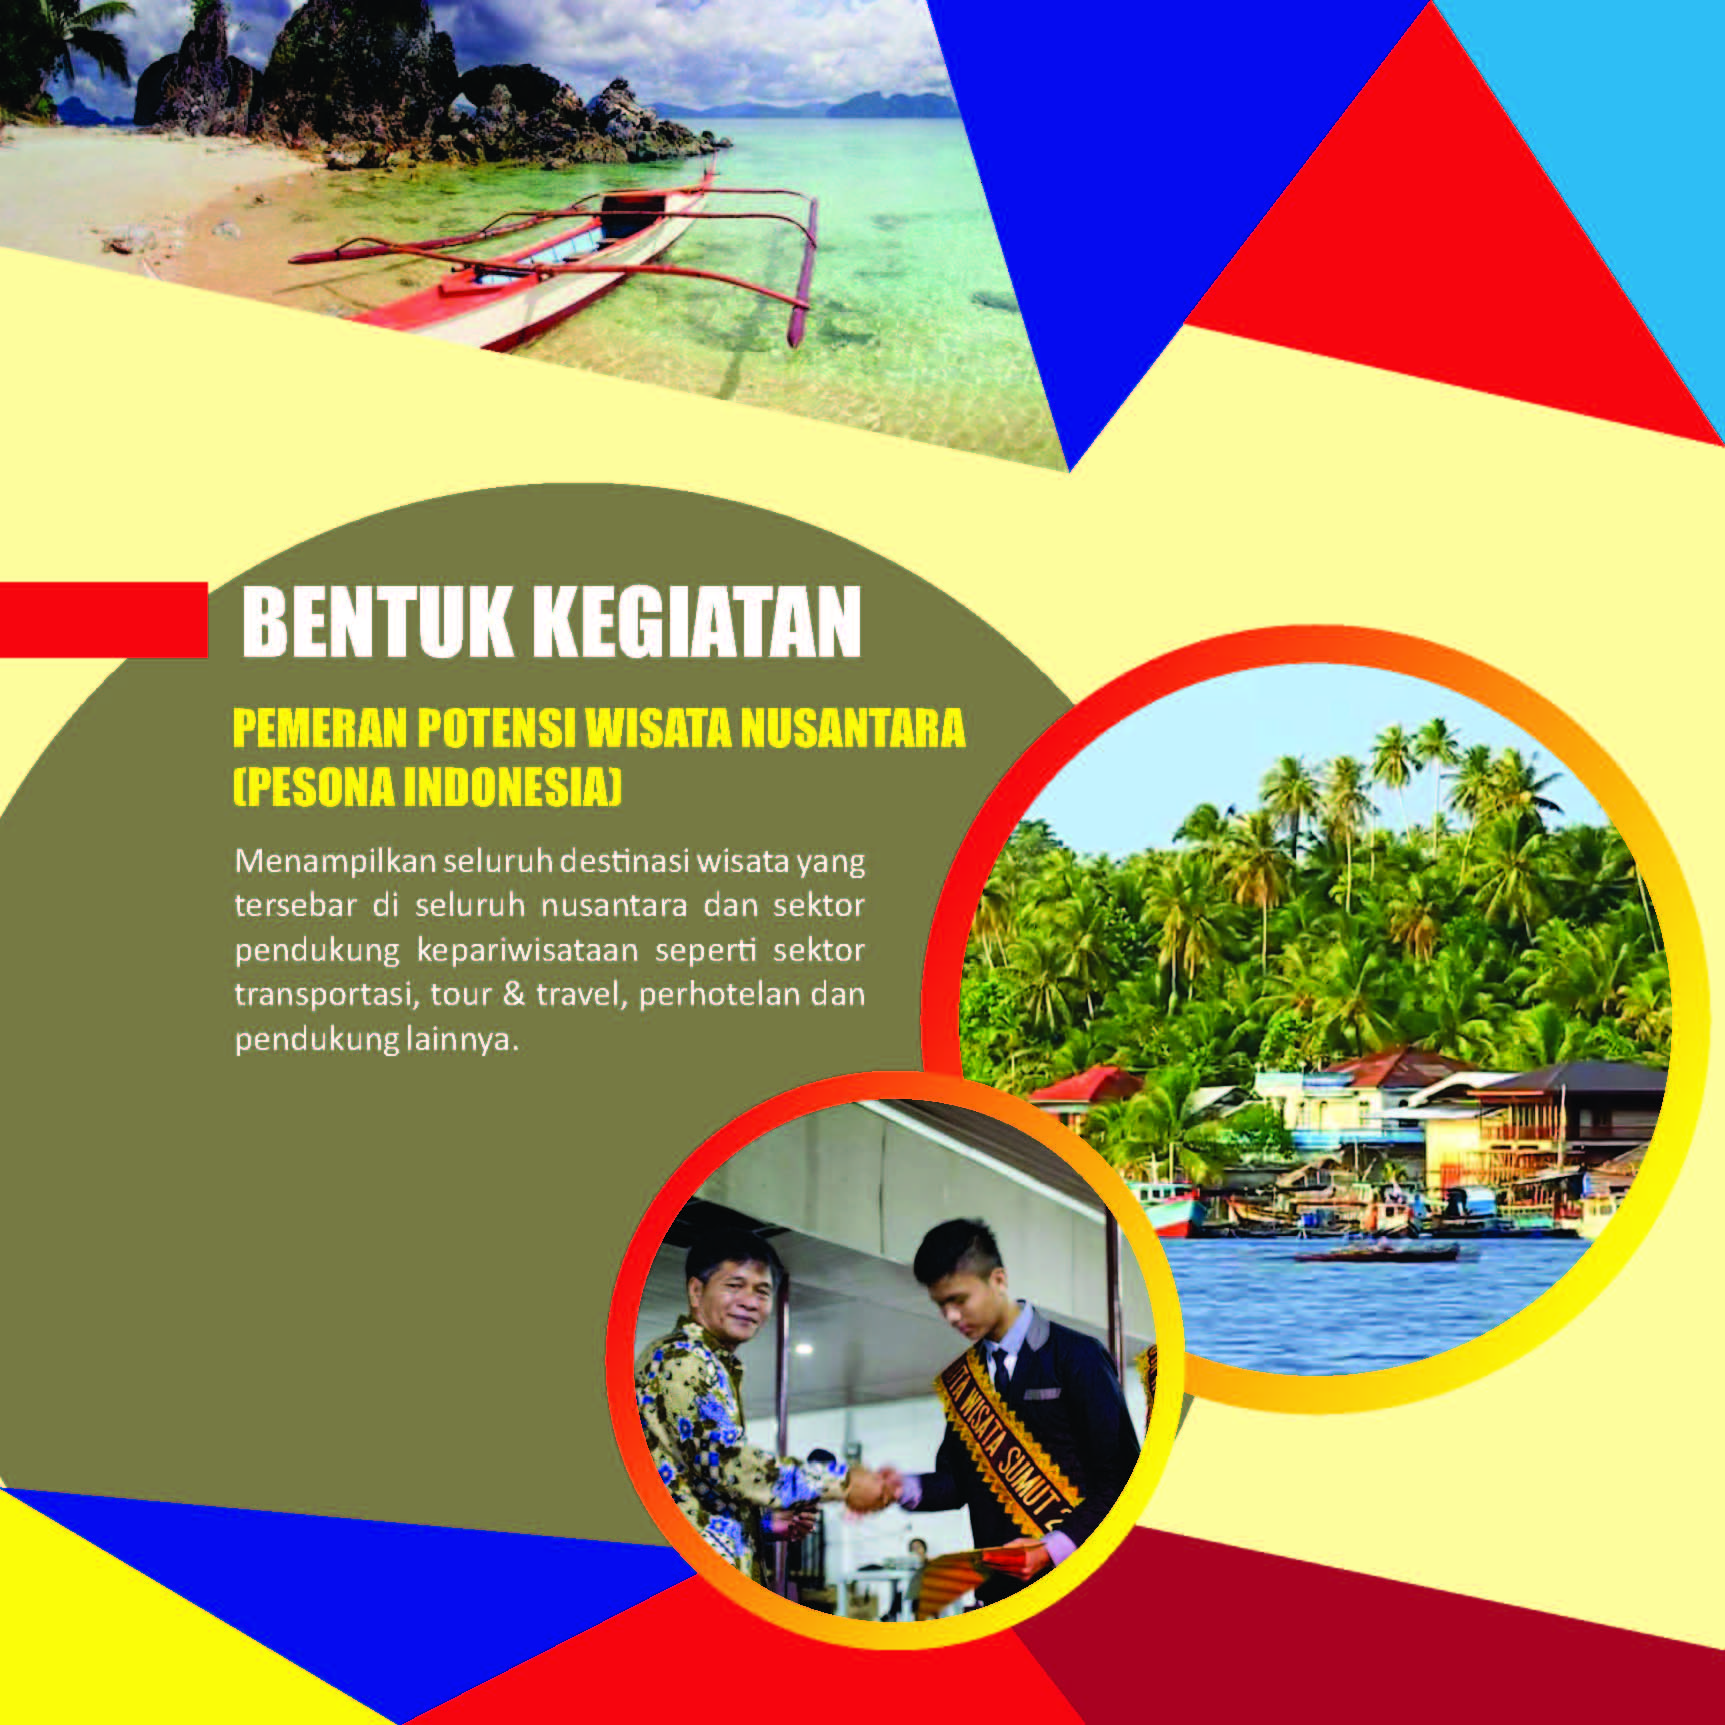 BENTUK KEGIATAN
PEMERAN POTENSI WISATA NUSANTARA
(PESONA INDONESIA)
Menampilkan seluruh destinasi wisata yang
tersebar di seluruh nusantara dan sektor
pendukung kepariwisataan seperti sektor
transportasi, tour & travel, perhotelan dan
pendukung lainnya.
WISATA SUMUT 2